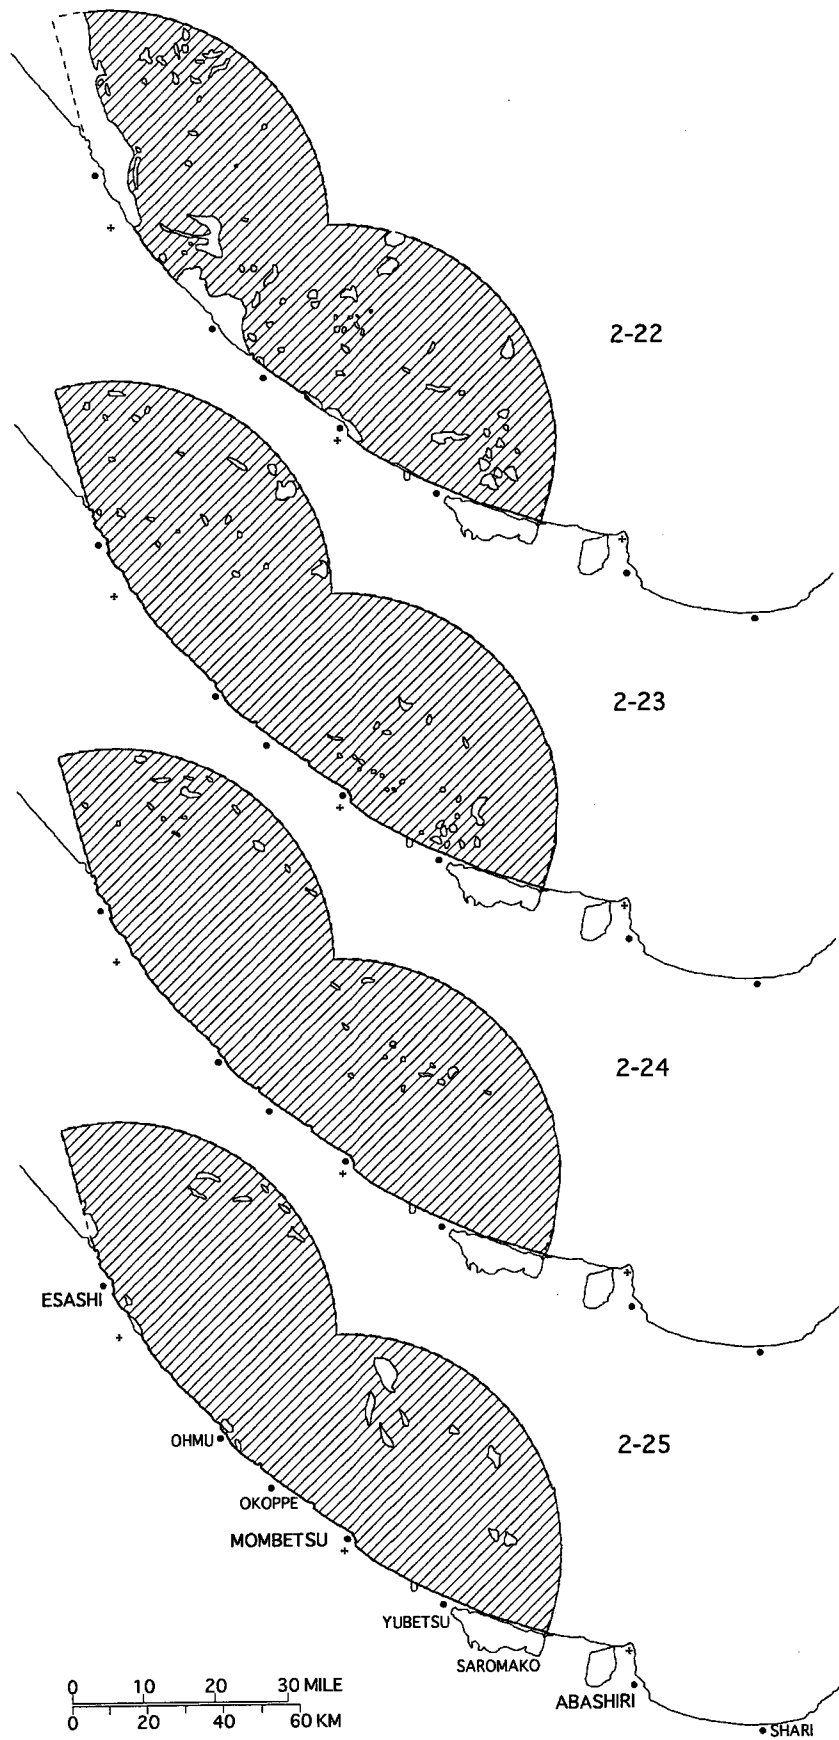 2-22
2-23
2-24
2-25
ESASHI
OHMU
OKOPPE
MOMBETSU
YUBETSU
SAROMAKO
ABASHIRI
SHARI
0 10 20 30 MILE
0 20 40 60 KM